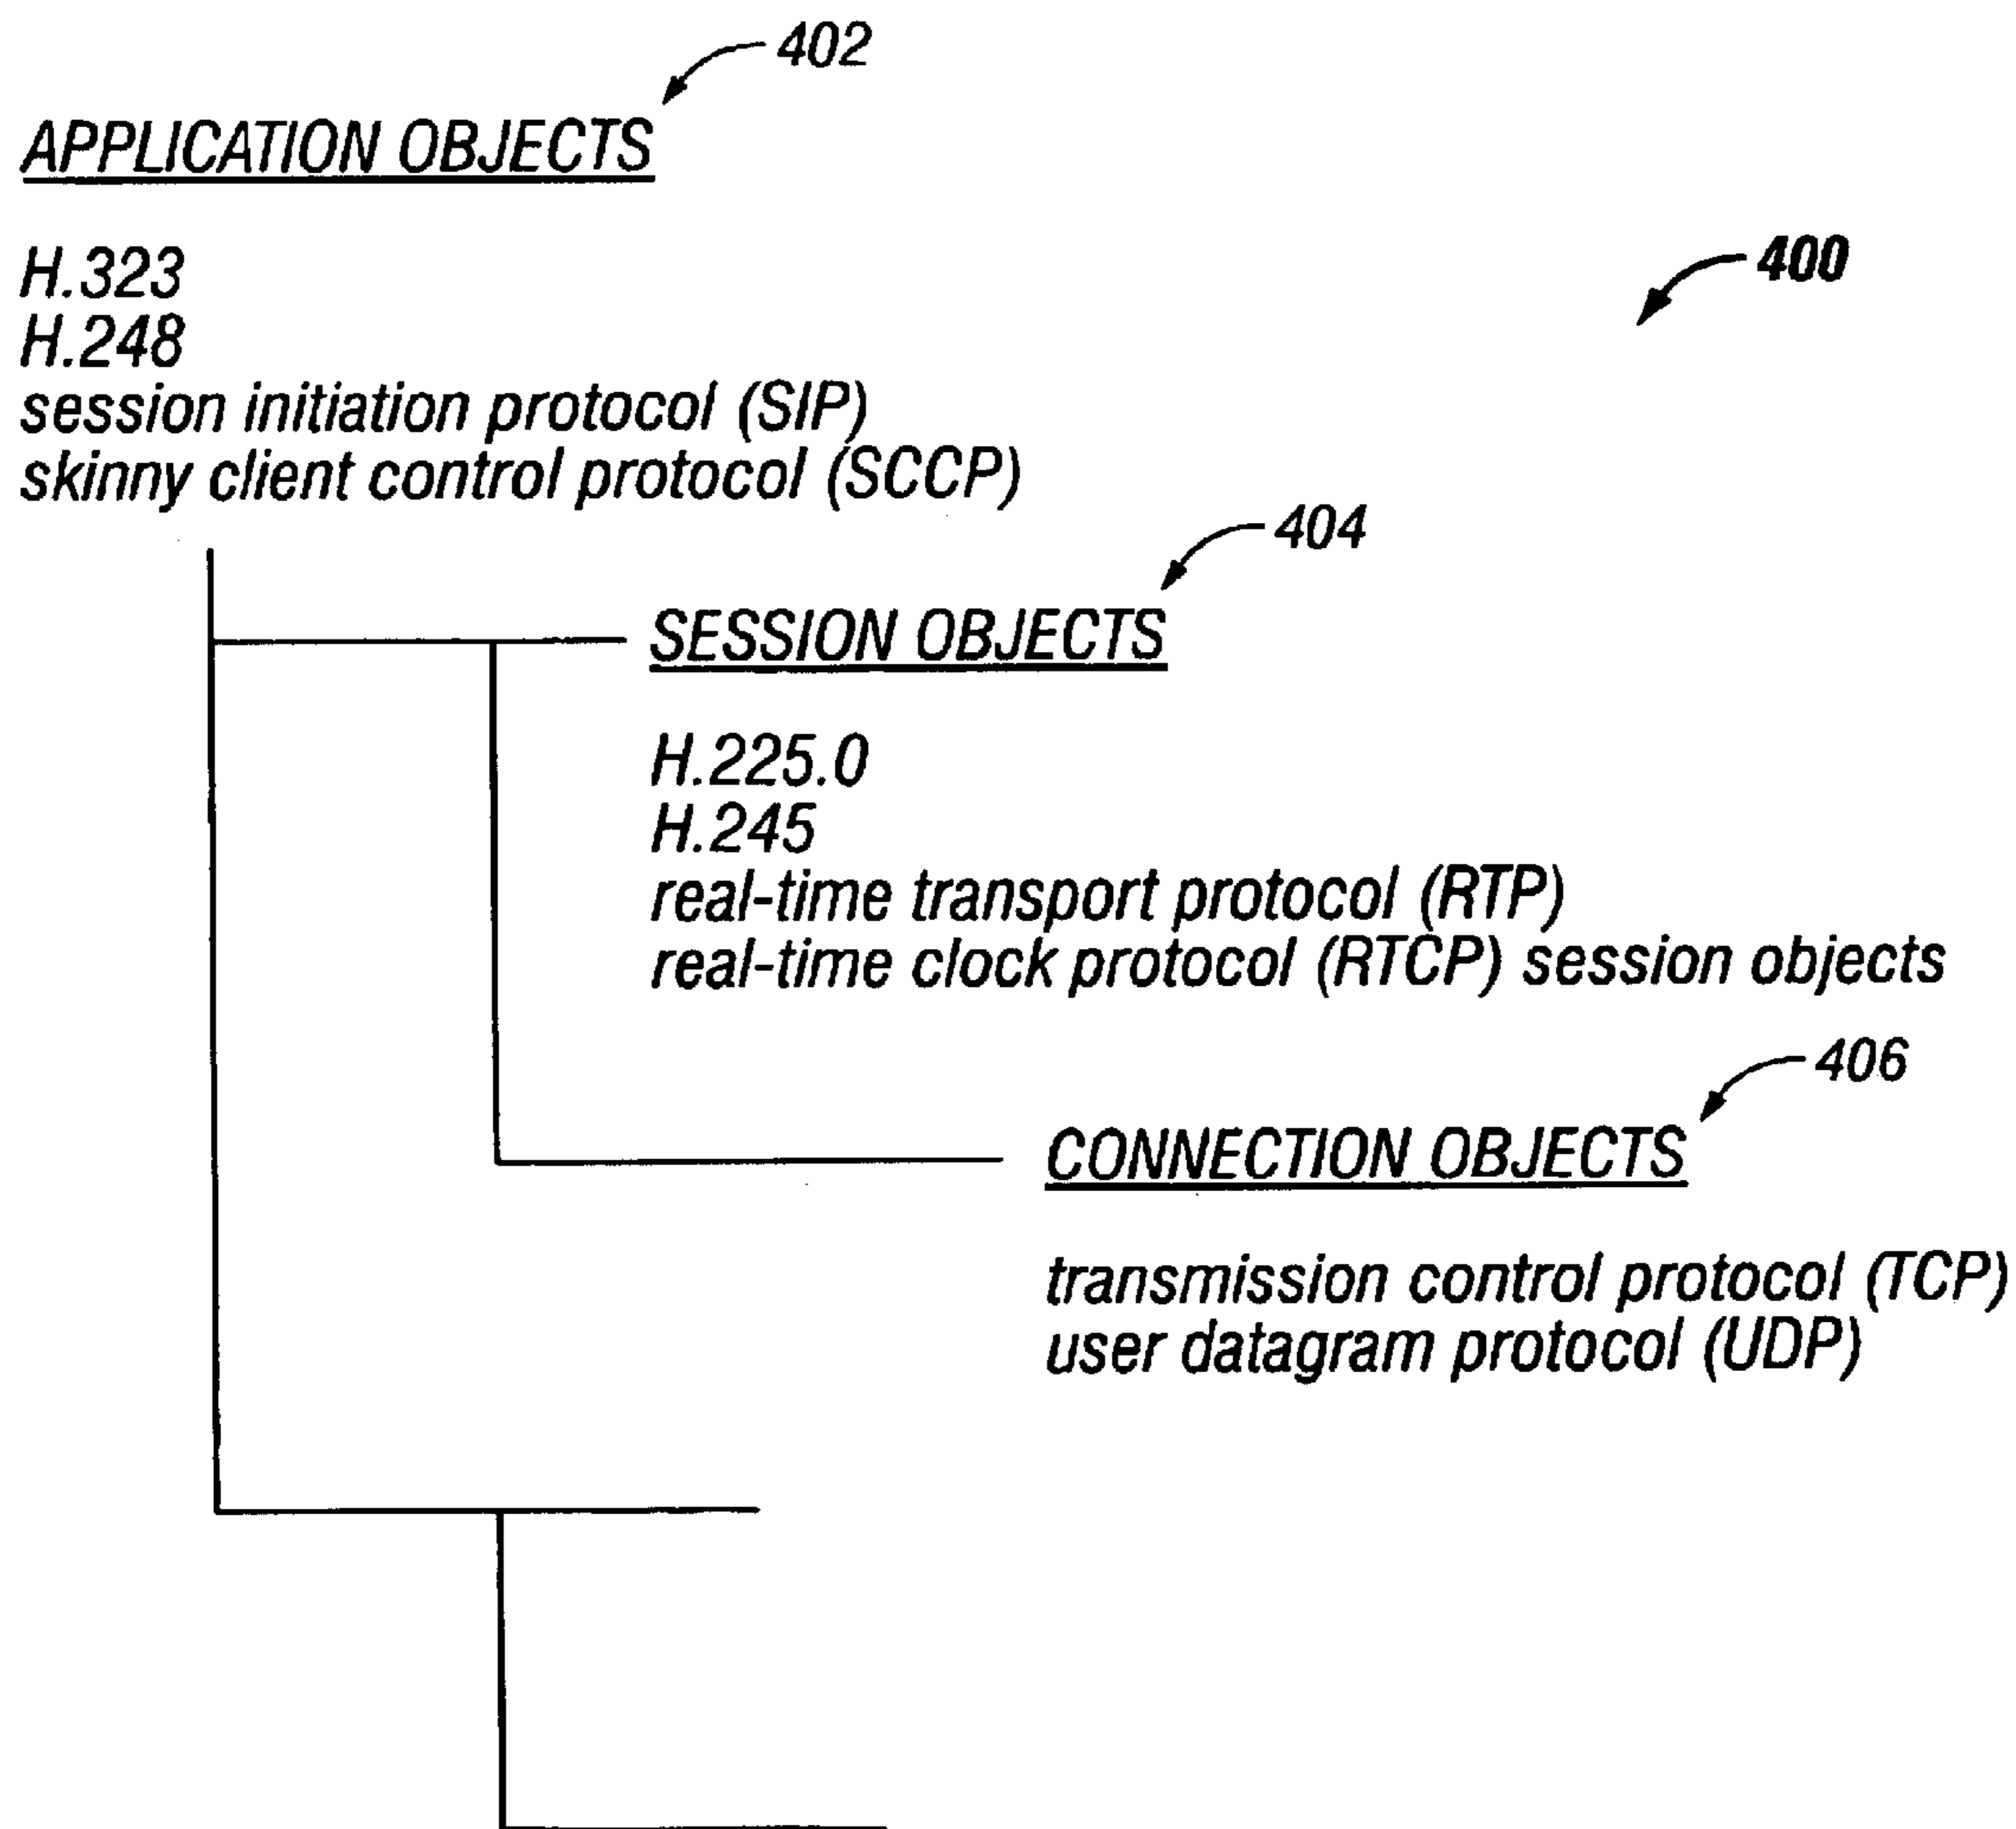 402
APPLICATION OBJECTS
400
H.323
H.248
session initiation protocol (SIP)
skinny client control protocol (SCCP)
404
SESSION OBJECTS
H.225.0
H.245
real-time transport protocol (RTP)
real-time clock protocol (RTCP) session objects
406
CONNECTION OBJECTS
transmission control protocol (TCP)
user datagram protocol (UDP)